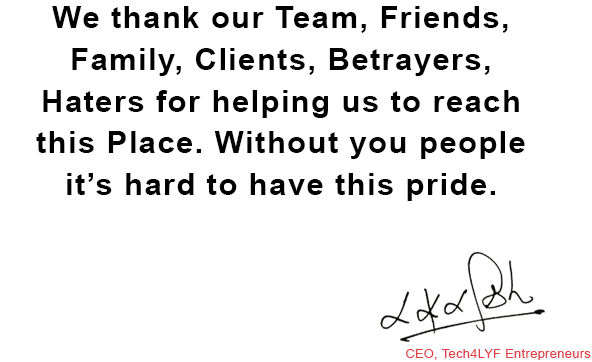 We thank our Team, Friends,
Family, Clients, Betrayers,
Haters for helping us to reach
this Place. Without you people
it’s hard to have this pride.
CEO, Tech4LYF Entrepreneurs